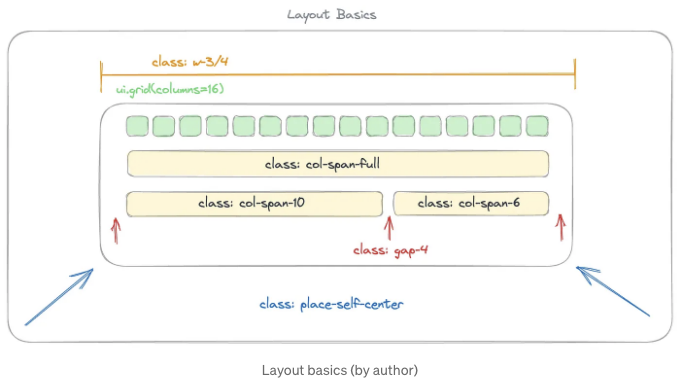 Layout Basics
class: w-3/4
ui.grid(columns=16)
class: col-span-full
class: col-span-10
class: col-span-6
class: gap-4
class: place-self-center
Layout basics (by author)